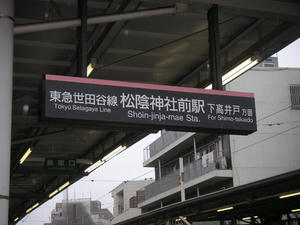 東急世田谷線 松陰神社前駅 下高井戸 方面
Tokyu Setagaya Line Shōin-jinja-mae Sta. For Shimo-takaido